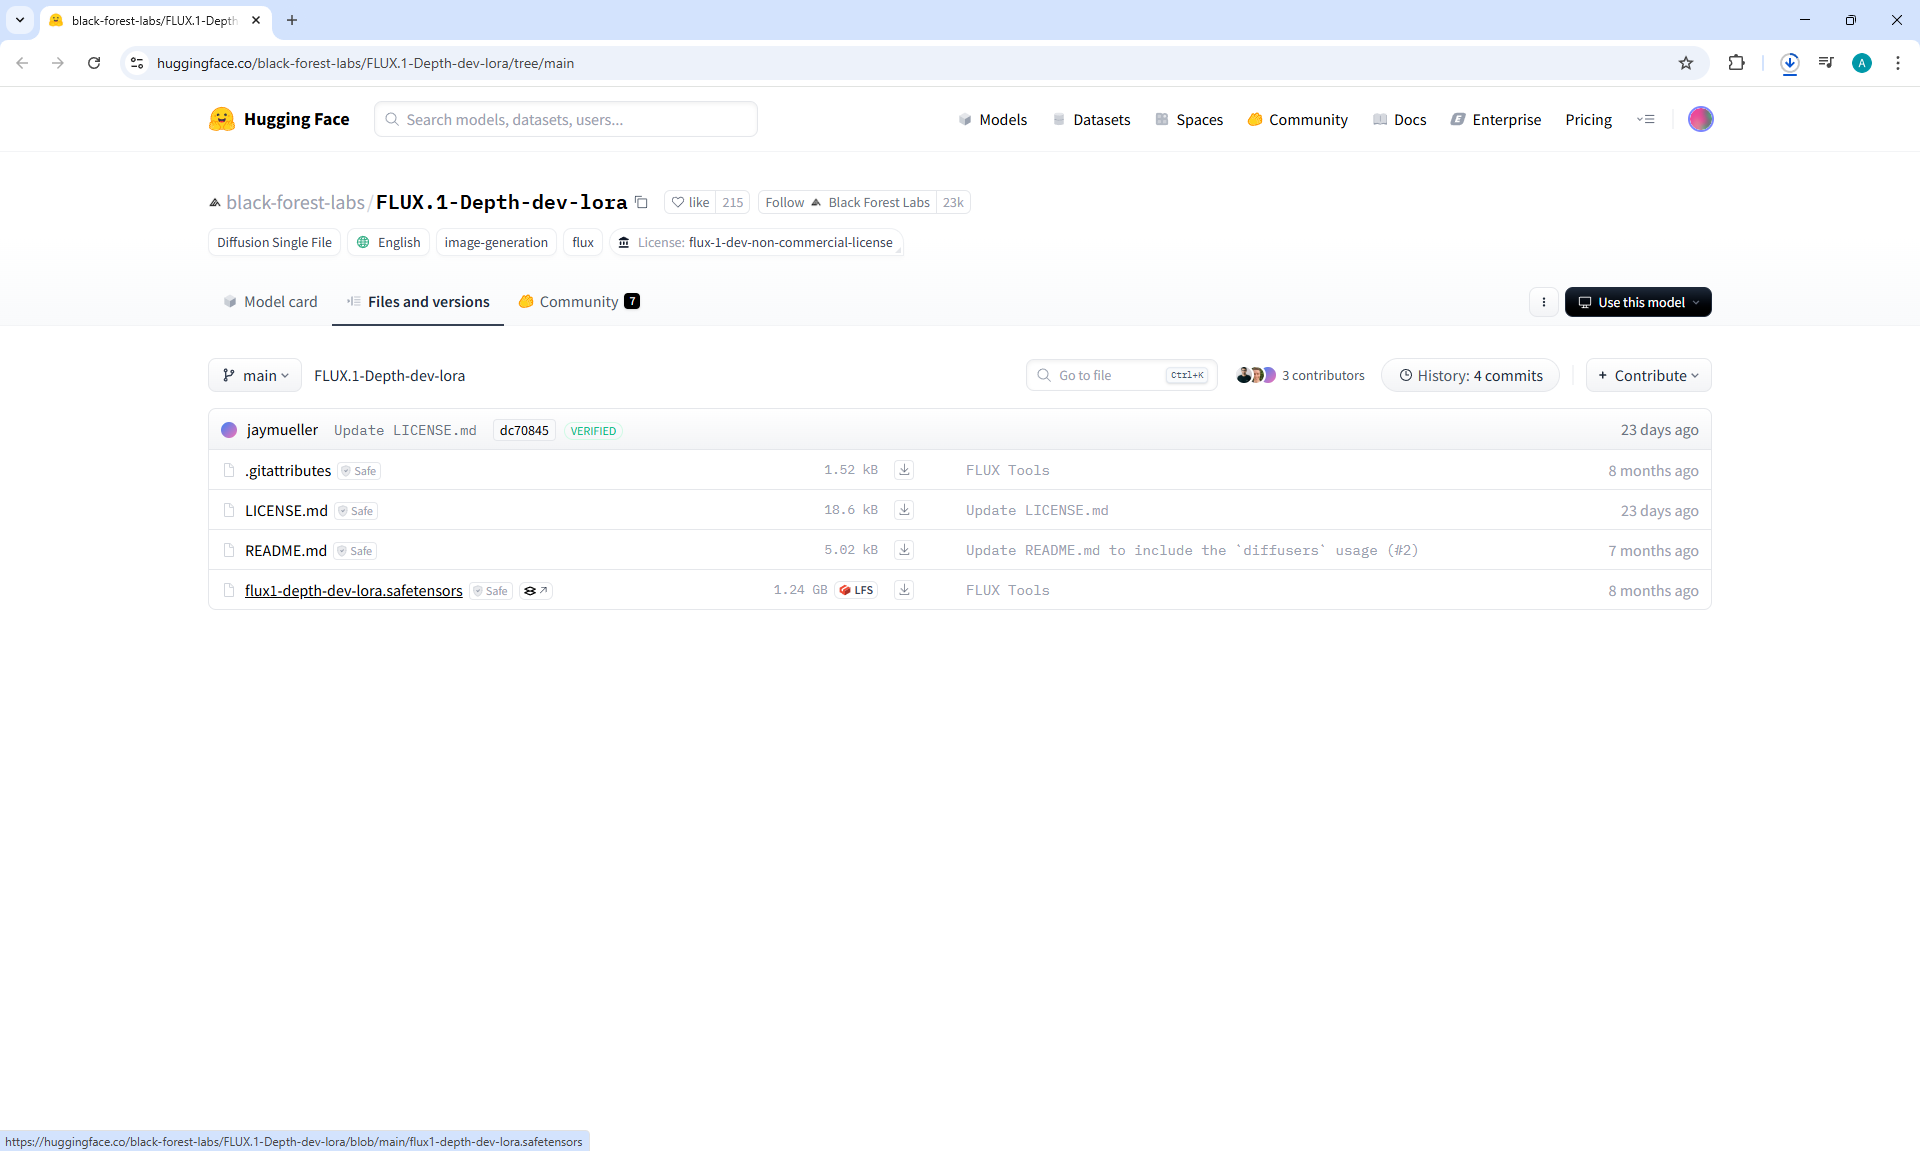 black-forest-labs/FLUX.1-Depth
huggingface.co/black-forest-labs/FLUX.1-Depth-dev-lora/tree/main
A
Hugging Face
Search models, datasets, users...
Models
Datasets
Spaces
Community
Docs
Enterprise
Pricing
black-forest-labs/FLUX.1-Depth-dev-lora
like 215
Follow Black Forest Labs 23k
Diffusion Single File
English
image-generation
flux
License: flux-1-dev-non-commercial-license
Model card
Files and versions
Community 7
Use this model
main
FLUX.1-Depth-dev-lora
Go to file Ctrl+K
3 contributors
History: 4 commits
+ Contribute
jaymueller Update LICENSE.md dc70845 VERIFIED 23 days ago
.gitattributes Safe 1.52 kB FLUX Tools 8 months ago
LICENSE.md Safe 18.6 kB Update LICENSE.md 23 days ago
README.md Safe 5.02 kB Update README.md to include the `diffusers` usage (#2) 7 months ago
flux1-depth-dev-lora.safetensors Safe 1.24 GB LFS FLUX Tools 8 months ago
https://huggingface.co/black-forest-labs/FLUX.1-Depth-dev-lora/blob/main/flux1-depth-dev-lora.safetensors